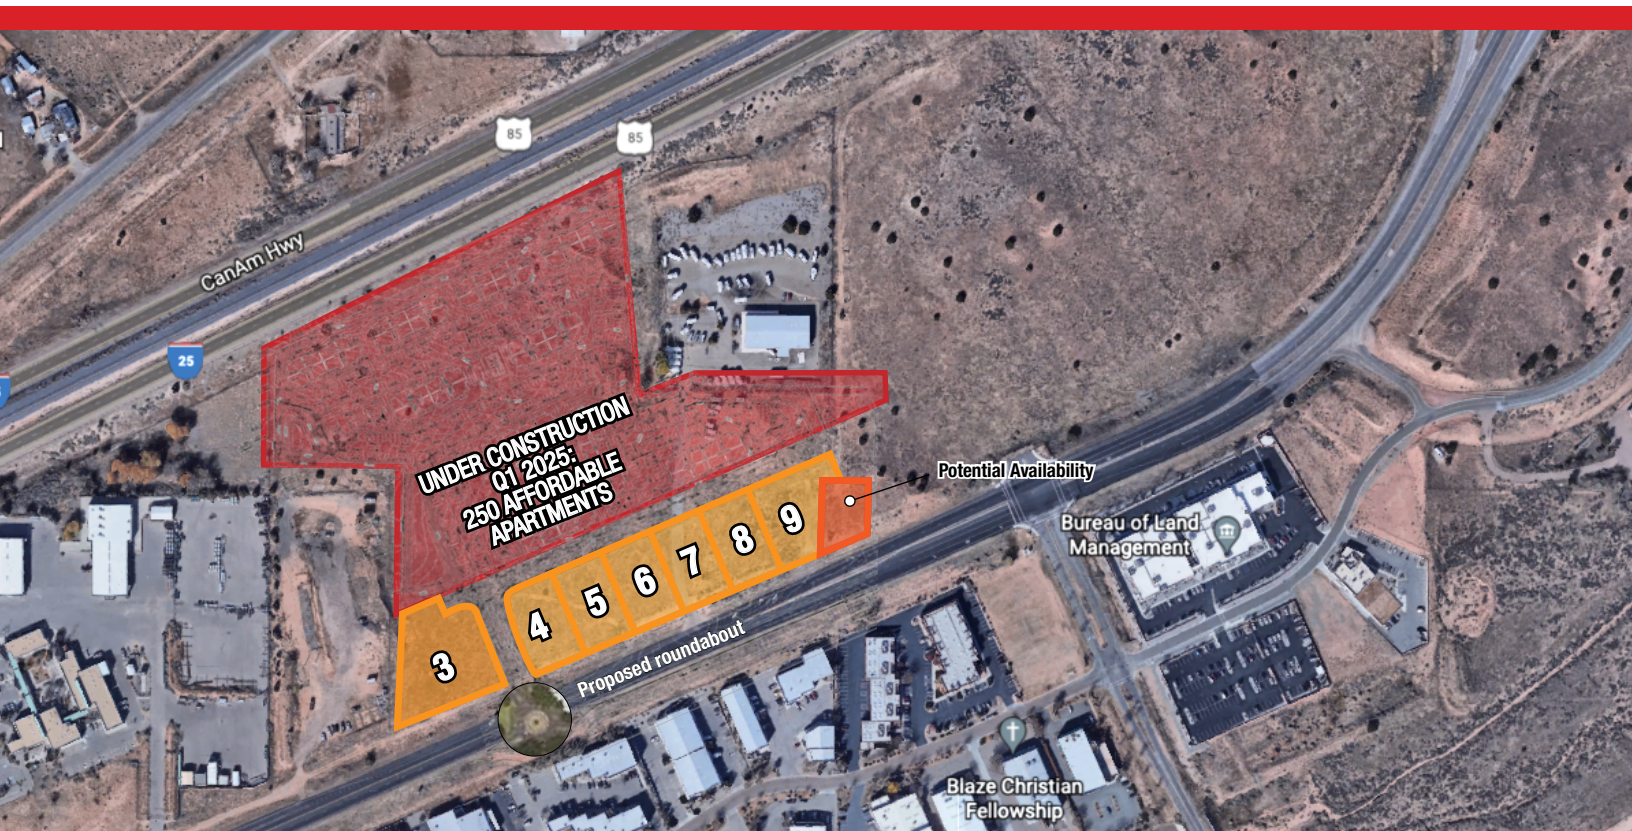 85
85
CanAm Hwy
25
UNDER CONSTRUCTION
Q1 2025:
250 AFFORDABLE
APARTMENTS
Potential Availability
9
8
7
6
5
4
3
Bureau of Land
Management
Proposed roundabout
Blaze Christian
Fellowship